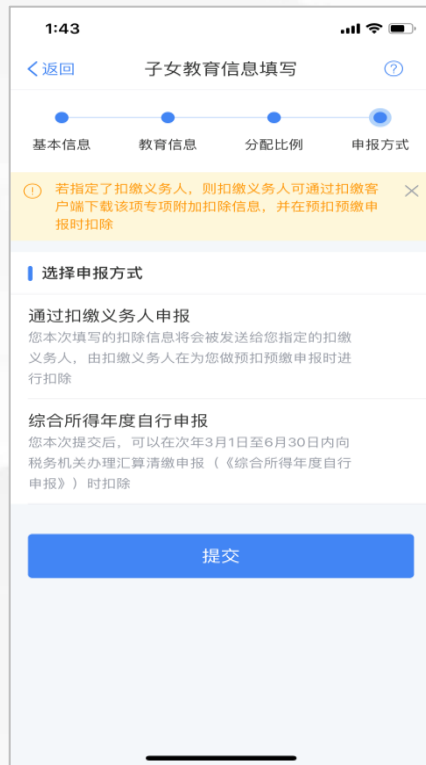 1:43
返回
子女教育信息填写
?
基本信息
教育信息
分配比例
申报方式
若指定了扣缴义务人，则扣缴义务人可通过扣缴客
户端下载该项专项附加扣除信息，并在预扣预缴申
报时扣除
选择申报方式
通过扣缴义务人申报
您本次填写的扣除信息将会被发送给您指定的扣缴
义务人，由扣缴义务人在为您做预扣预缴申报时进
行扣除
综合所得年度自行申报
您本次提交后，可以在次年3月1日至6月30日内向
税务机关办理汇算清缴申报（《综合所得年度自行
申报》）时扣除
提交